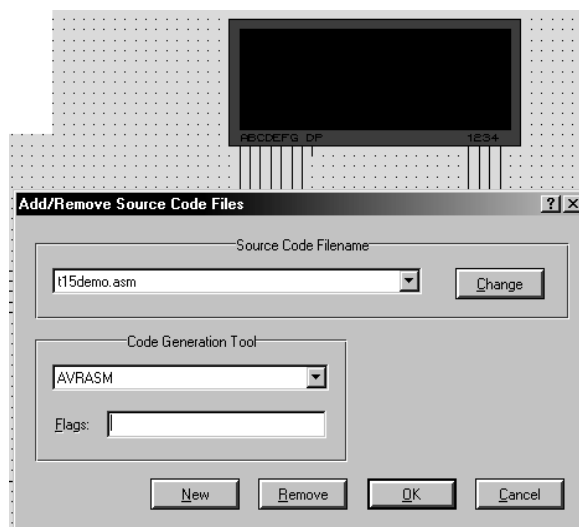 ABCDEFG DP 1234
Add/Remove Source Code Files
Source Code Filename
t15demo.asm
Change
Code Generation Tool
AVRASM
Flags:
New Remove OK Cancel